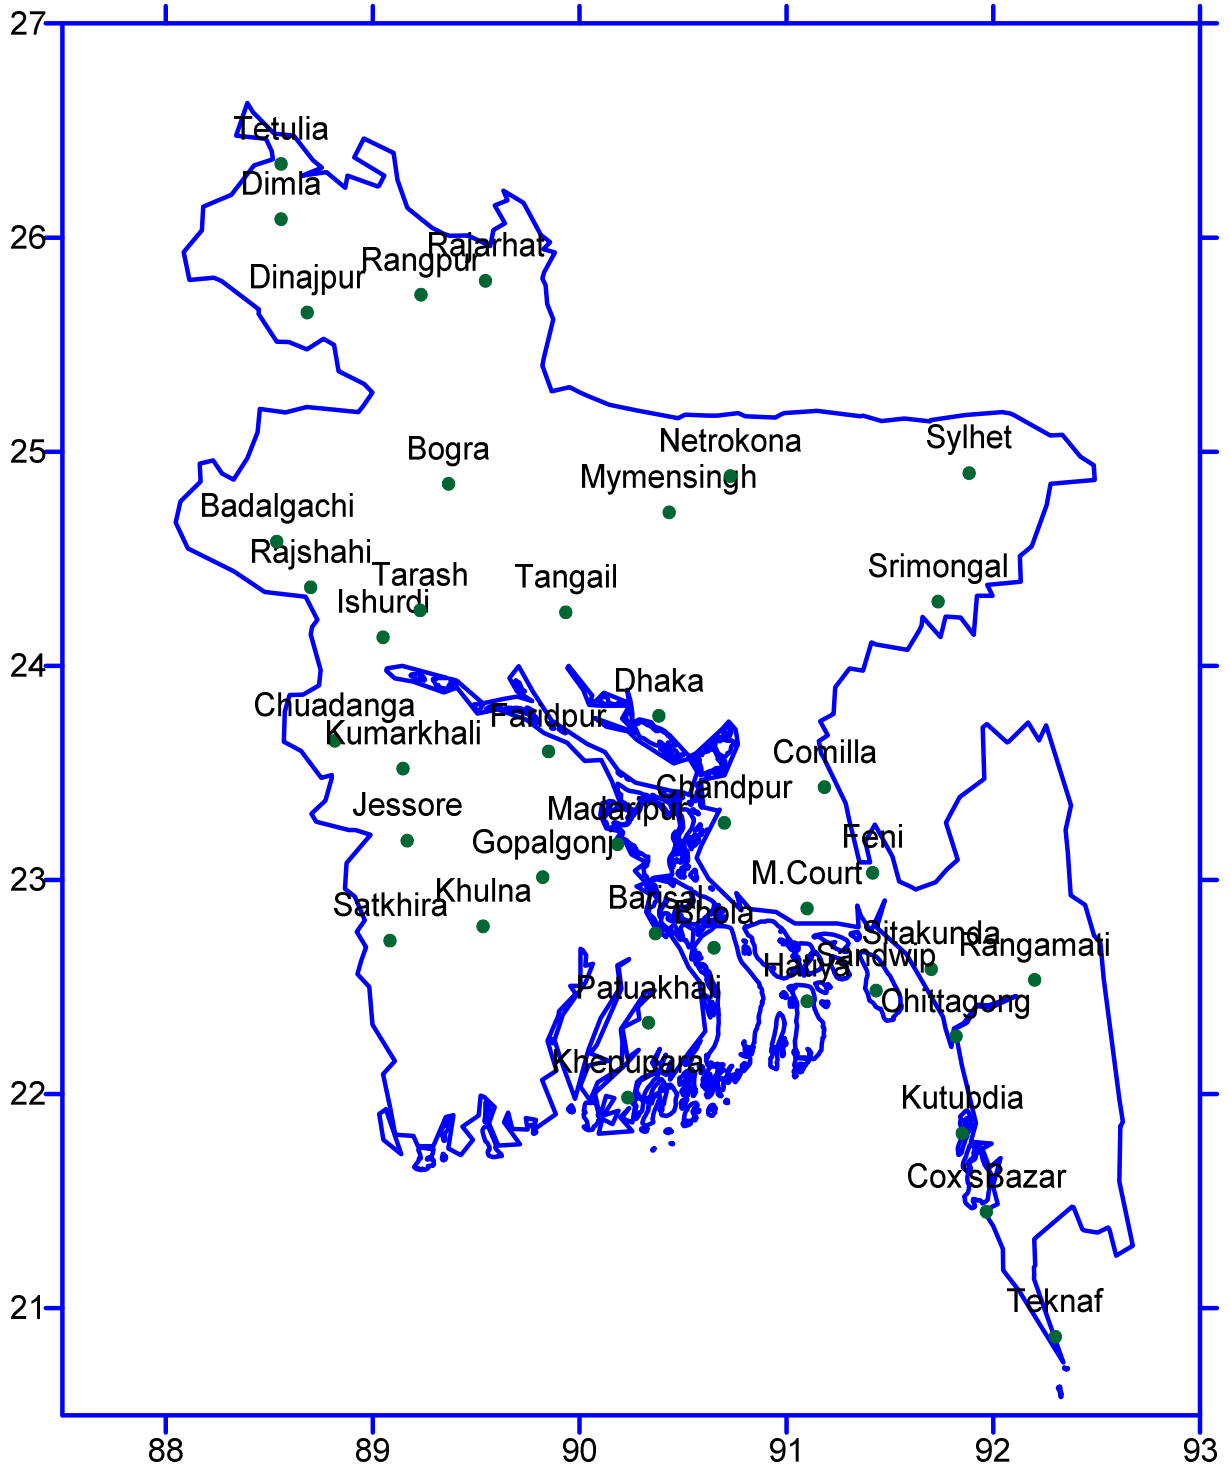 27
Tetulia
Dimla
26
Rajarhat
Rangpur
Dinajpur
25
Netrokona
Sylhet
Bogra
Mymensingh
Badalgachi
Rajshahi
Tarash
Tangail
Srimongal
Ishurdi
24
Dhaka
Chuadanga
Faridpur
Kumarkhali
Comilla
Chandpur
Jessore
Madaripur
Gopalgonj
Feni
23
M.Court
Khulna
Barisal
Satkhira
Bhola
Sitakunda
Rangamati
Sandwip
Hatiya
Patuakhali
Chittagong
Khepupara
22
Kutubdia
Cox'sBazar
21
Teknaf
88 89 90 91 92 93